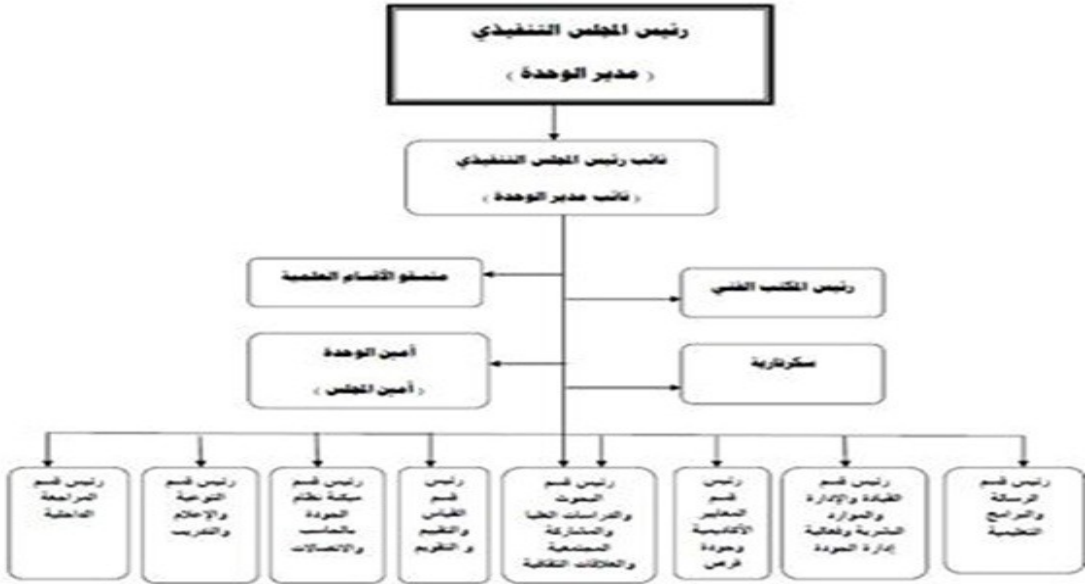 رئيس المجلس التنفيذي
( مدير الوحدة )
نائب رئيس المجلس التنفيذي
( نائب مدير الوحدة )
رئيس المكتب الفني
منسقو الأقسام العلمية
سكرتارية
أمين الوحدة
( أمين المجلس )
رئيس قسم
الرسالة
والبرامج
التعليمية
رئيس قسم
القيادة والإدارة
والموارد
البشرية وفعالية
إدارة الجودة
رئيس
قسم
المعايير
الأكاديمية
وجودة
فرص
رئيس قسم
البحوث
والدراسات العليا
والمشاركة
المجتمعية
والعلاقات الثقافية
رئيس
قسم
القياس
والتقييم
و التقويم
رئيس قسم
ميكنة نظام
الجودة
بالحاسب
والاتصالات
رئيس قسم
التوعية
والإعلام
والتدريب
رئيس قسم
المراجعة
الداخلية